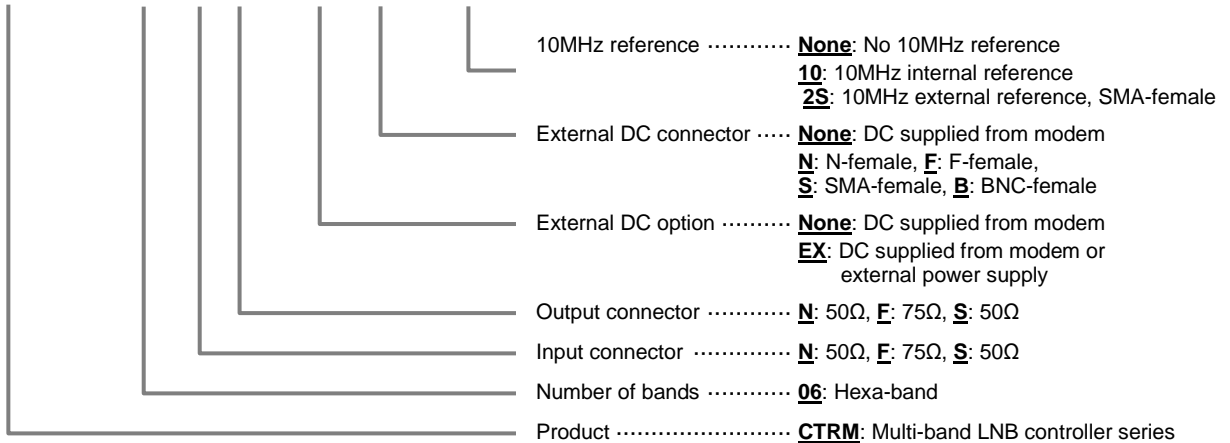 10MHz reference ············ None: No 10MHz reference
10: 10MHz internal reference
2S: 10MHz external reference, SMA-female
External DC connector ····· None: DC supplied from modem
N: N-female, F: F-female,
S: SMA-female, B: BNC-female
External DC option ·········· None: DC supplied from modem
EX: DC supplied from modem or
external power supply
Output connector ············ N: 50Ω, F: 75Ω, S: 50Ω
Input connector ·············· N: 50Ω, F: 75Ω, S: 50Ω
Number of bands ············ 06: Hexa-band
Product ························· CTRM: Multi-band LNB controller series